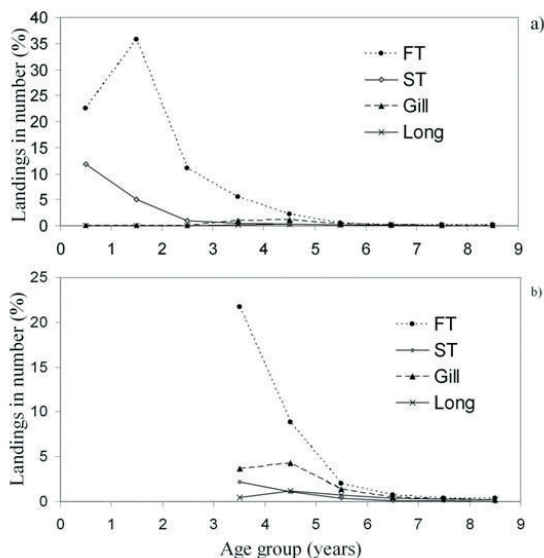 a)
Landings in number (%)
40
35
30
25
20
15
10
5
0
FT
ST
Gill
Long
0 1 2 3 4 5 6 7 8 9
b)
Landings in number (%)
25
20
15
10
5
0
FT
ST
Gill
Long
0 1 2 3 4 5 6 7 8 9
Age group (years)